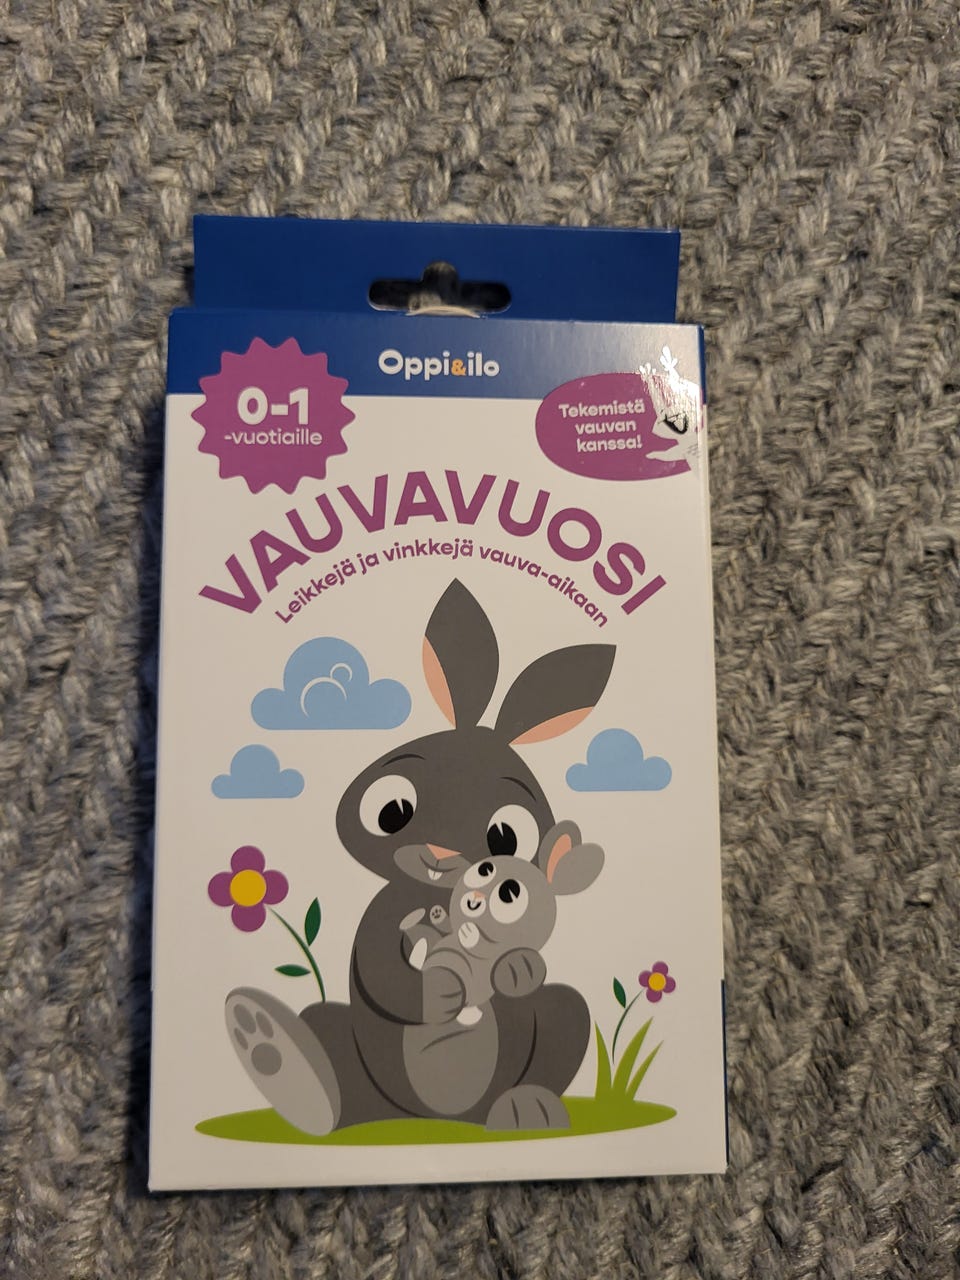 Oppi&ilo
0-1
-vuotiaille
Tekemistä
vauvan
kanssa!
VAUVAVUOSI
Leikkejä ja vinkkejä vauva-aikaan